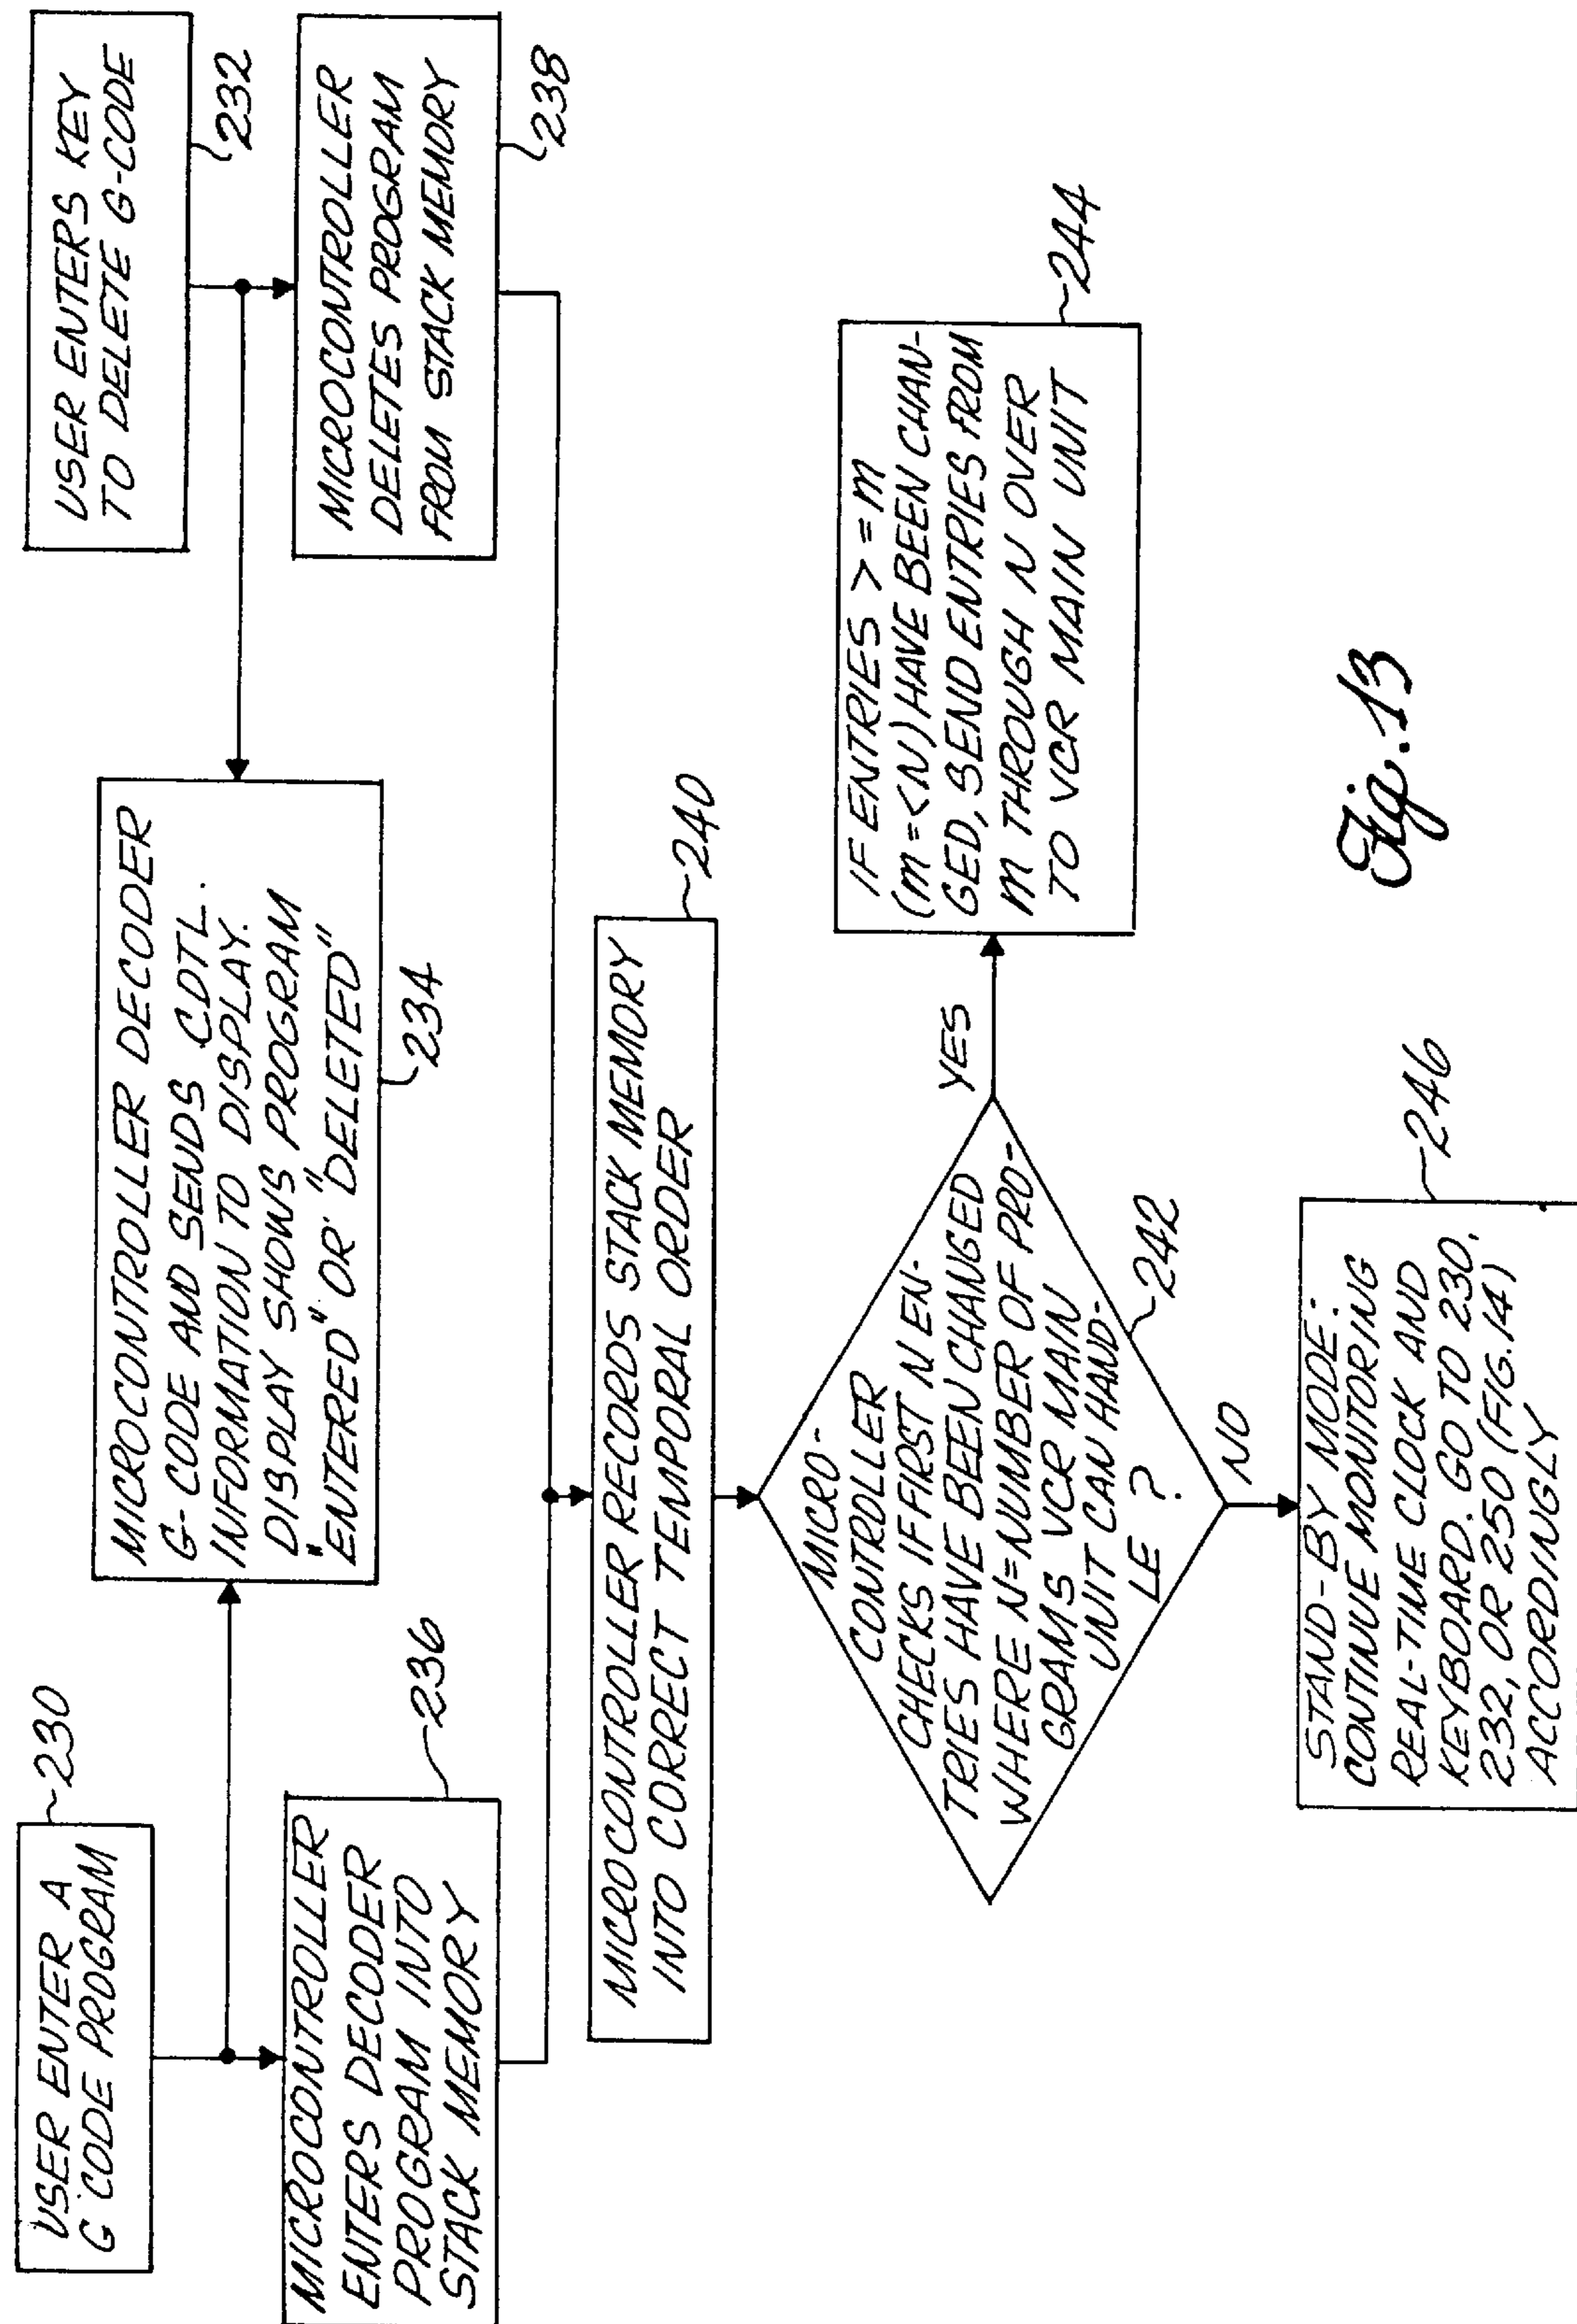 USER ENTER A
G CODE PROGRAM
230
MICROCONTROLLER DECODER
G-CODE AND SENDS CDTL.
INFORMATION TO DISPLAY.
DISPLAY SHOWS PROGRAM
"ENTERED" OR "DELETED"
234
USER ENTERS KEY
TO DELETE G-CODE
232
MICROCONTROLLER
ENTERS DECODER
PROGRAM INTO
STACK MEMORY
236
MICROCONTROLLER
DELETES PROGRAM
FROM STACK MEMORY
238
MICROCONTROLLER RECORDS STACK MEMORY
INTO CORRECT TEMPORAL ORDER
240
MICRO-
CONTROLLER
CHECKS IF FIRST N EN-
TRIES HAVE BEEN CHANGED
WHERE N=NUMBER OF PRO-
GRAMS VCR MAIN
UNIT CAN HAND-
LE ?
242
YES
IF ENTRIES >=M
(M=<N) HAVE BEEN CHAN-
GED, SEND ENTRIES FROM
M THROUGH N OVER
TO VCR MAIN UNIT
244
NO
STAND-BY MODE:
CONTINUE MONITORING
REAL-TIME CLOCK AND
KEYBOARD. GO TO 230,
232, OR 250 (FIG.14)
ACCORDINGLY
246
Fig. 13